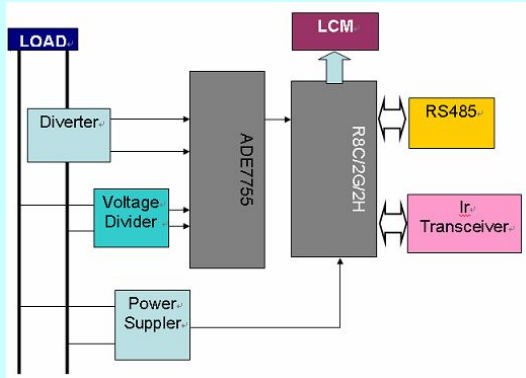 LOAD
LCM
Diverter
ADE7755
R8C/2G/2H
RS485
Voltage
Divider
Ir
Transceiver
Power
Suppler